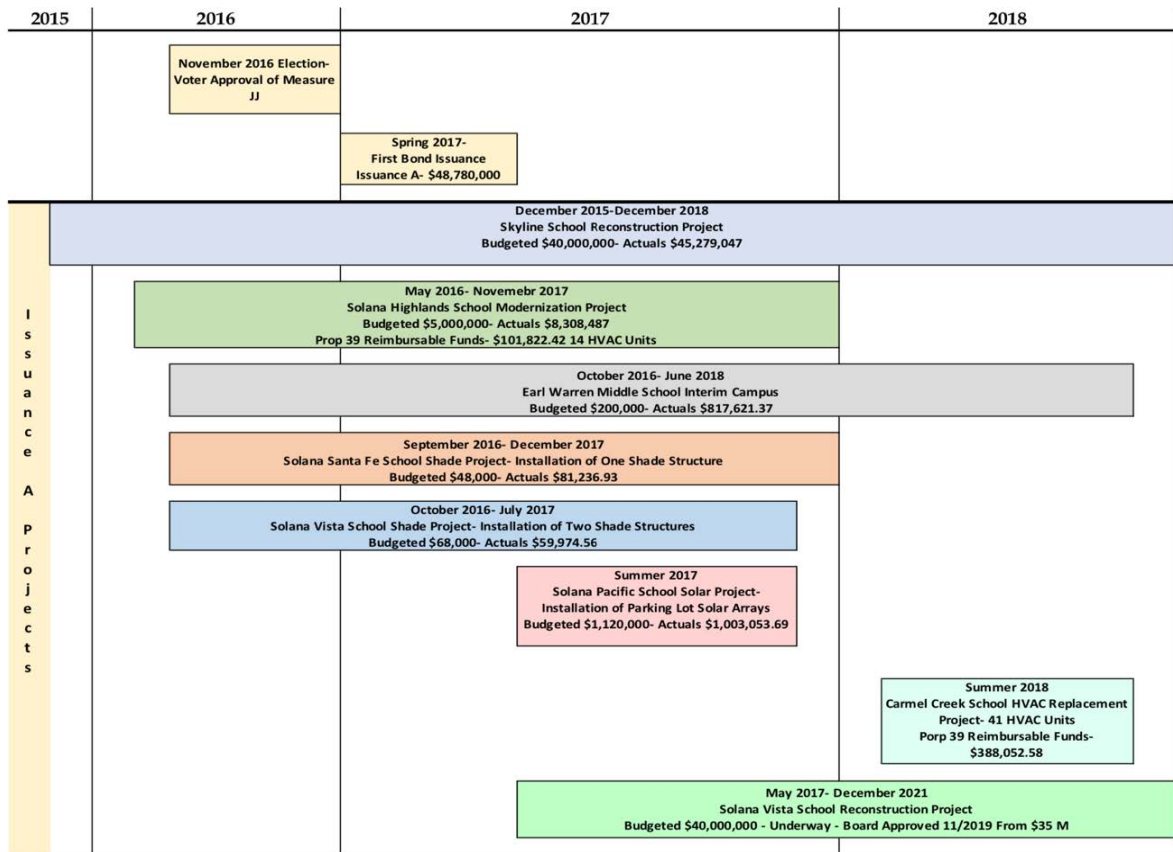 2015 2016 2017 2018
November 2016 Election-
Voter Approval of Measure
JJ
Spring 2017-
First Bond Issuance
Issuance A- $48,780,000
Issuance A Projects
December 2015-December 2018
Skyline School Reconstruction Project
Budgeted $40,000,000- Actuals $45,279,047
May 2016- Novemebr 2017
Solana Highlands School Modernization Project
Budgeted $5,000,000- Actuals $8,308,487
Prop 39 Reimbursable Funds- $101,822.42 14 HVAC Units
October 2016- June 2018
Earl Warren Middle School Interim Campus
Budgeted $200,000- Actuals $817,621.37
September 2016- December 2017
Solana Santa Fe School Shade Project- Installation of One Shade Structure
Budgeted $48,000- Actuals $81,236.93
October 2016- July 2017
Solana Vista School Shade Project- Installation of Two Shade Structures
Budgeted $68,000- Actuals $59,974.56
Summer 2017
Solana Pacific School Solar Project-
Installation of Parking Lot Solar Arrays
Budgeted $1,120,000- Actuals $1,003,053.69
Summer 2018
Carmel Creek School HVAC Replacement
Project- 41 HVAC Units
Porp 39 Reimbursable Funds-
$388,052.58
May 2017- December 2021
Solana Vista School Reconstruction Project
Budgeted $40,000,000 - Underway - Board Approved 11/2019 From $35 M